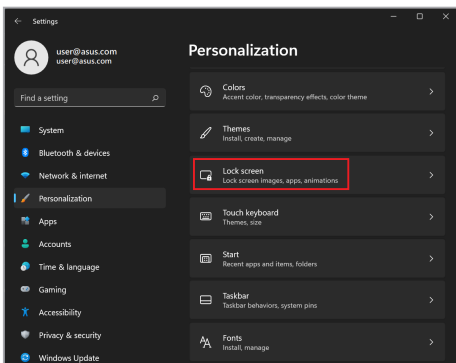 Settings
user@asus.com
user@asus.com
Find a setting
System
Bluetooth & devices
Network & internet
Personalization
Apps
Accounts
Time & language
Gaming
Accessibility
Privacy & security
Windows Update
Personalization
Colors
Accent color, transparency effects, color theme
Themes
Install, create, manage
Lock screen
Lock screen images, apps, animations
Touch keyboard
Themes, size
Start
Recent apps and items, folders
Taskbar
Taskbar behaviors, system pins
Fonts
Install, manage